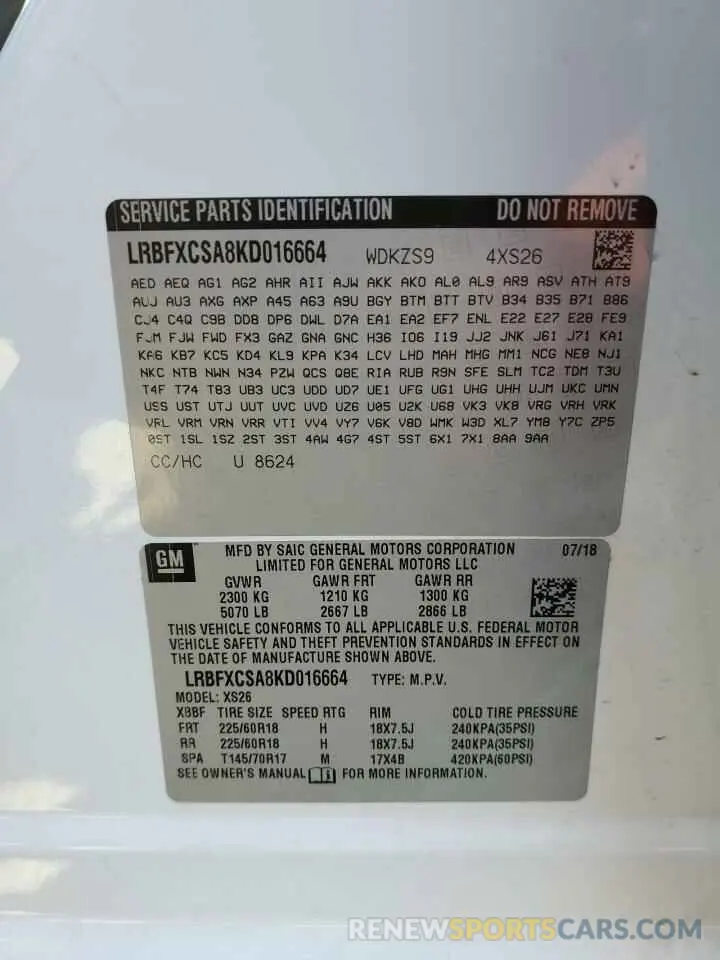 SERVICE PARTS IDENTIFICATION DO NOT REMOVE
LRBFXCSA8KD016664 WDKZS9 4XS26
AED AEQ AG1 AG2 AHR AII AJW AKK AKO AL0 AL9 AR9 ASV ATH AT9
AUJ AU3 AXG AXP A45 A63 A9U BGY BTM BTT BTV B34 B35 B71 B86
CJ4 C4Q C9B DD8 DP6 DWL D7A EA1 EA2 EF7 ENL E22 E27 E28 FE9
FJM FJW FWD FX3 GAZ GNA GNC H36 IO6 I19 JJ2 JNK J61 J71 KA1
KA6 KB7 KC5 KD4 KL9 KPA K34 LCV LHD MAH MHG MM1 NCG NE8 NJ1
NKC NTB NWN N34 PZW QCS Q8E RIA RUB R9N SFE SLM TC2 TDM T3U
T4F T74 T83 UB3 UC3 UDD UD7 UE1 UFG UG1 UHG UHH UJM UKC UMN
USS UST UTJ UUT UVC UVD UZ6 U05 U2K U68 VK3 VK8 VRG VRH VRK
VRL VRM VRN VRR VTI VV4 VY7 V6K V8D WMK W3D XL7 YM8 Y7C ZP5
0ST 1SL 1SZ 2ST 3ST 4AW 4G7 4ST 5ST 6X1 7X1 8AA 9AA
CC/HC U 8624
GM MFD BY SAIC GENERAL MOTORS CORPORATION 07/18
LIMITED FOR GENERAL MOTORS LLC
GVWR GAWR FRT GAWR RR
2300 KG 1210 KG 1300 KG
5070 LB 2667 LB 2866 LB
THIS VEHICLE CONFORMS TO ALL APPLICABLE U.S. FEDERAL MOTOR
VEHICLE SAFETY AND THEFT PREVENTION STANDARDS IN EFFECT ON
THE DATE OF MANUFACTURE SHOWN ABOVE.
LRBFXCSA8KD016664 TYPE: M.P.V.
MODEL: XS26
XBBF TIRE SIZE SPEED RTG RIM COLD TIRE PRESSURE
FRT 225/60R18 H 18X7.5J 240KPA(35PSI)
RR 225/60R18 H 18X7.5J 240KPA(35PSI)
SPA T145/70R17 M 17X4B 420KPA(60PSI)
SEE OWNER'S MANUAL FOR MORE INFORMATION.
RENEWSPORTSCARS.COM